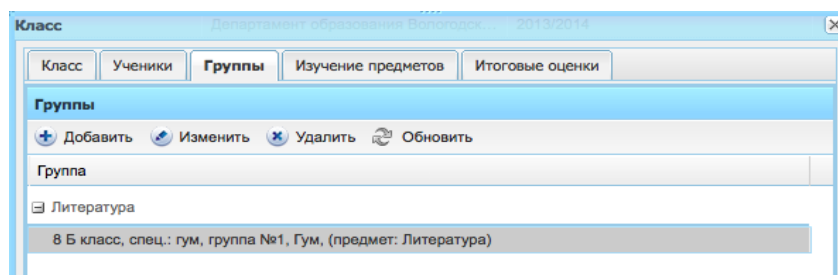 Класс Департамент образования Вологодск... 2013/2014
Класс Ученики Группы Изучение предметов Итоговые оценки
Группы
Добавить Изменить Удалить Обновить
Группа
Литература
8 Б класс, спец.: гум, группа №1, Гум, (предмет: Литература)